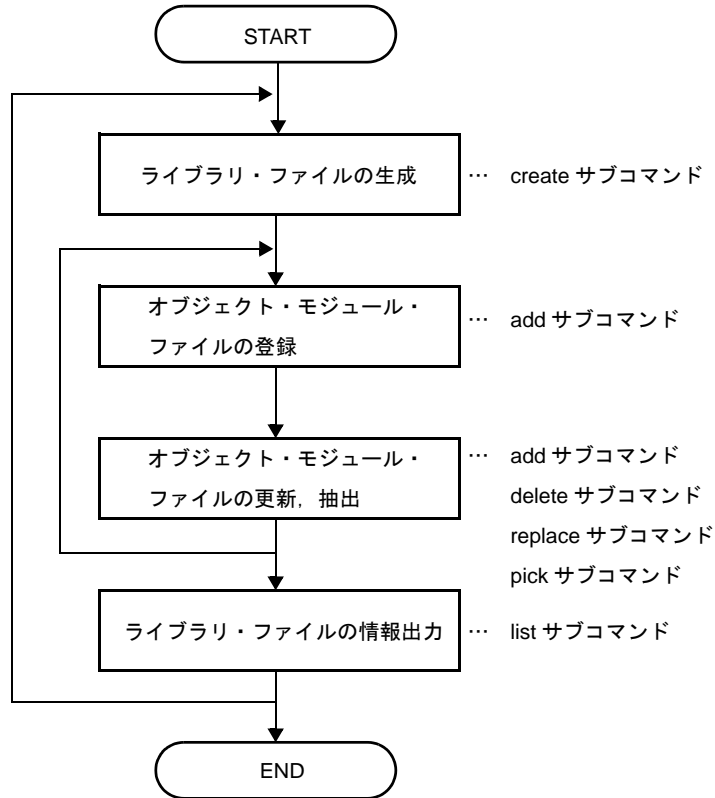 START
ライブラリ・ファイルの生成 … create サブコマンド
オブジェクト・モジュール・
ファイルの登録
… add サブコマンド
オブジェクト・モジュール・
ファイルの更新，抽出
… add サブコマンド
delete サブコマンド
replace サブコマンド
pick サブコマンド
ライブラリ・ファイルの情報出力 … list サブコマンド
END